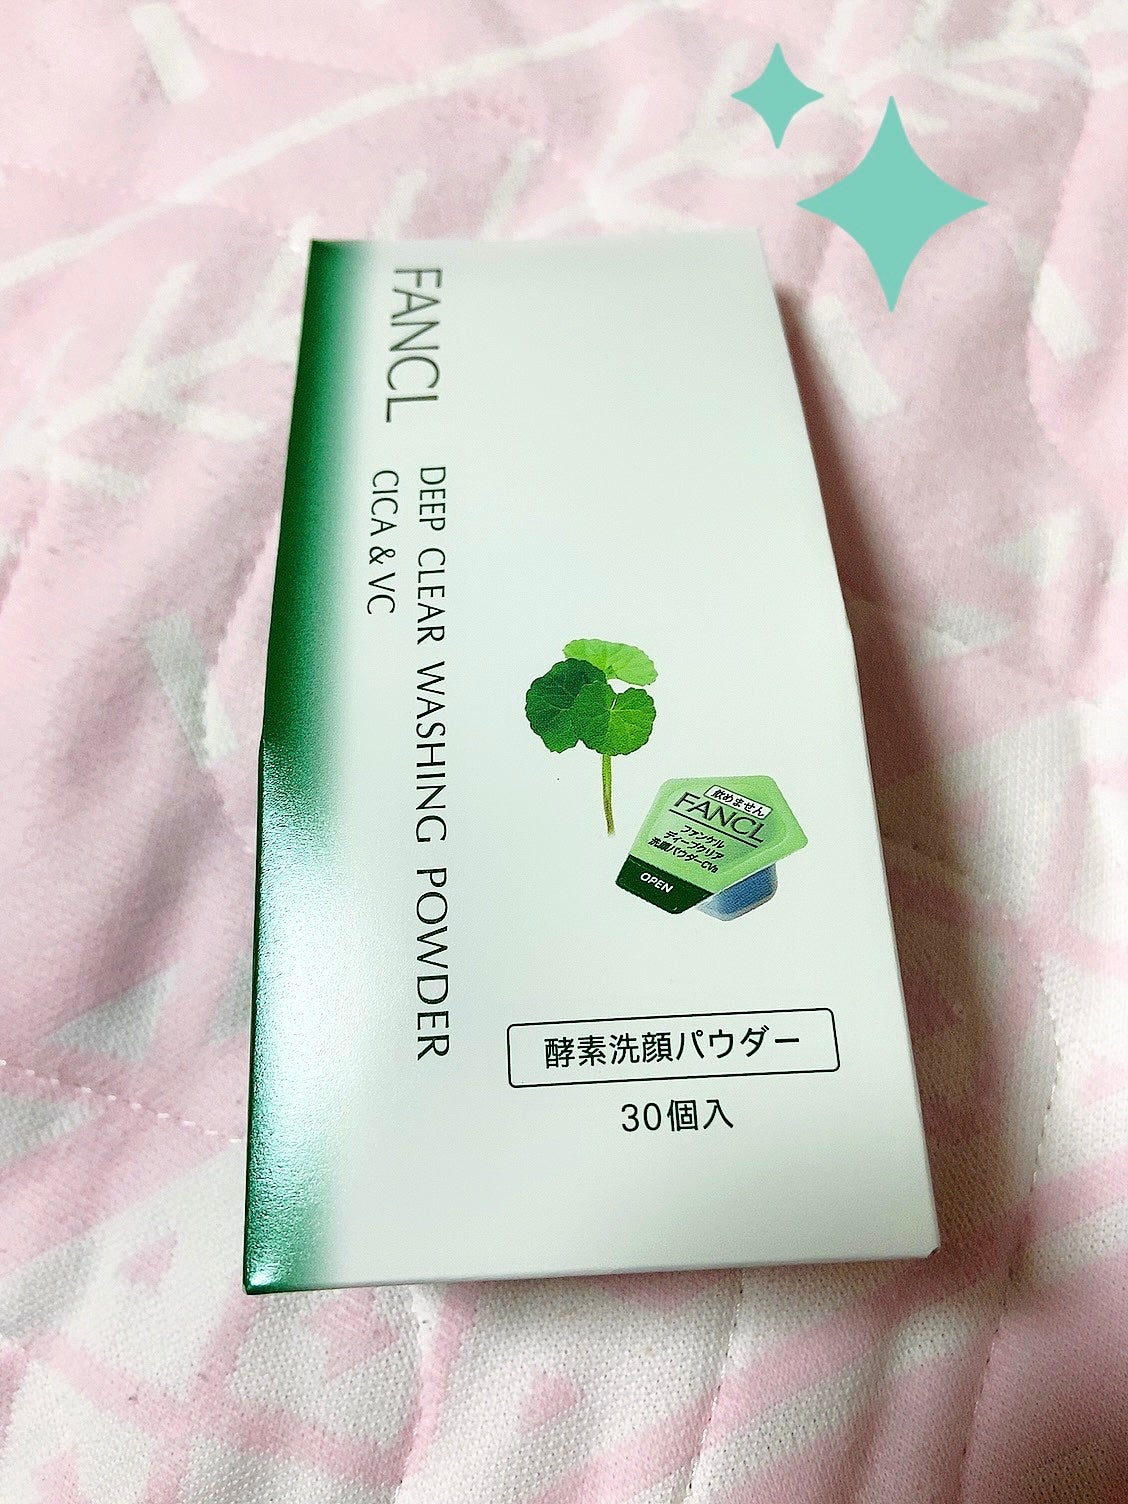 FANCL
DEEP CLEAR WASHING POWDER
CICA & VC
飲めません
FANCL
ファンケル
ディープクリア
洗顔パウダーCVa
OPEN
酵素洗顔パウダー
30個入